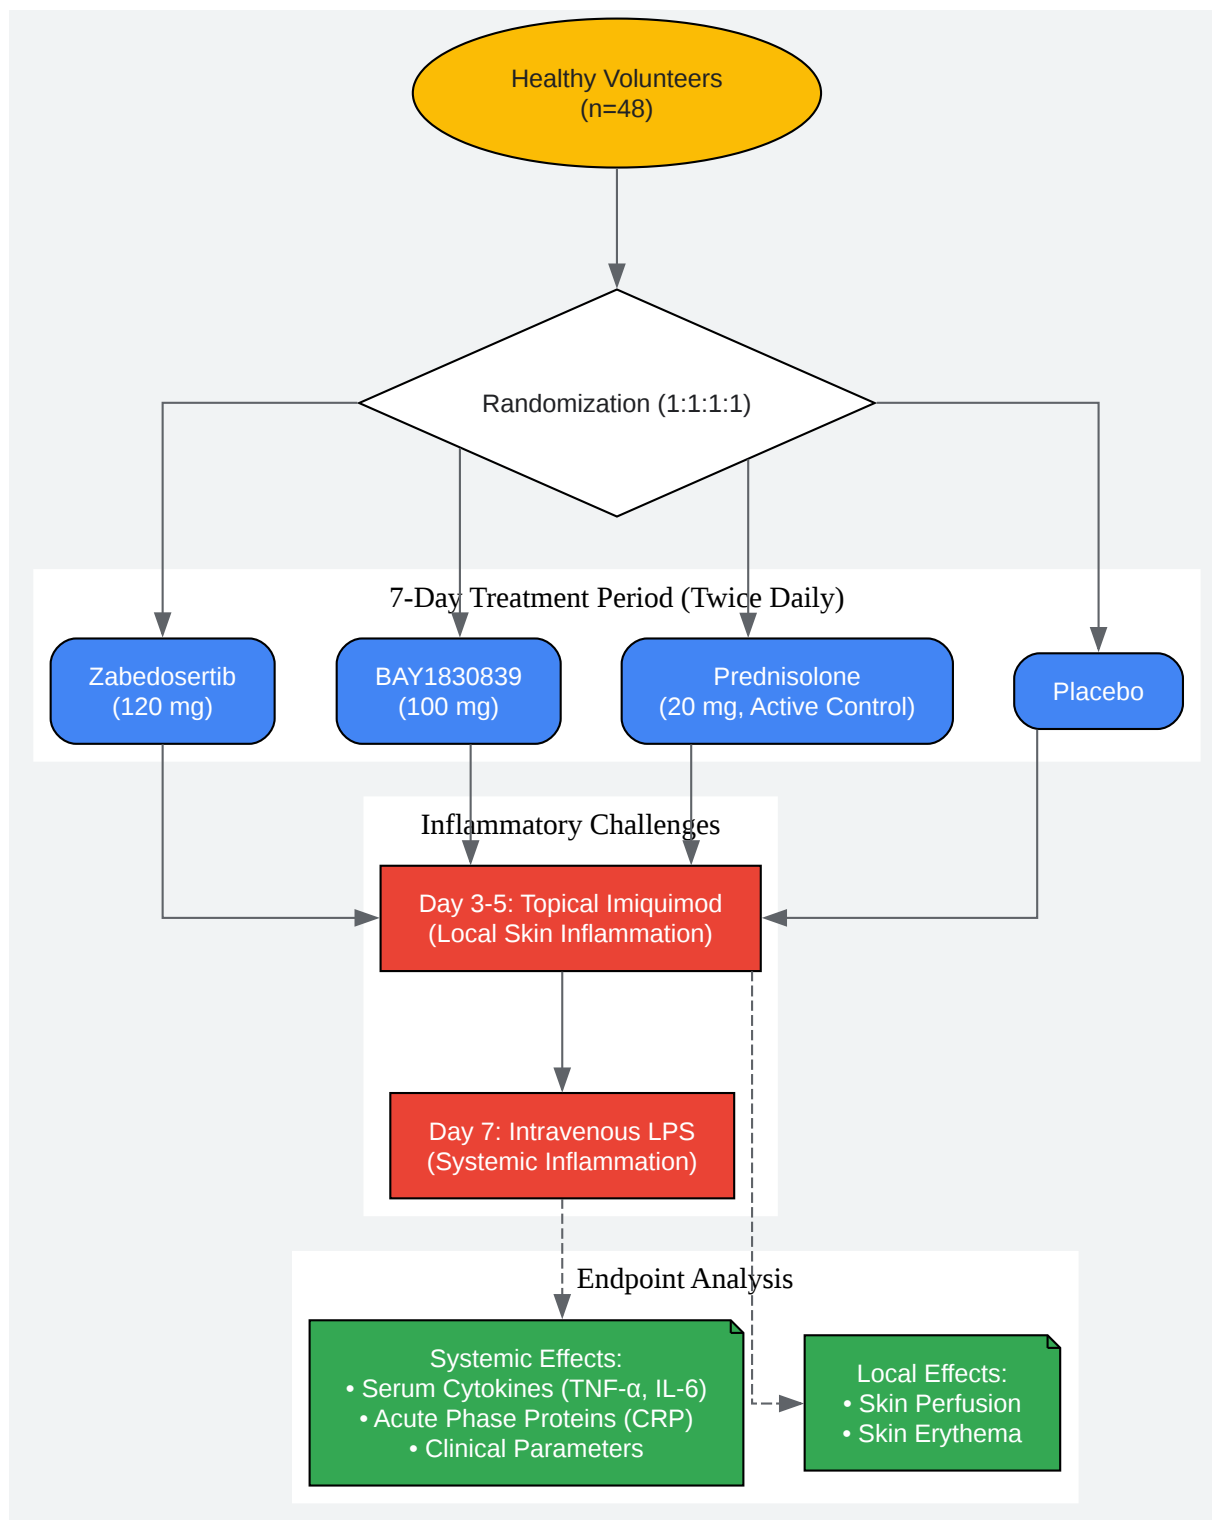 Healthy Volunteers
(n=48)
Randomization (1:1:1:1)
7-Day Treatment Period (Twice Daily)
Zabedosertib
(120 mg)
BAY1830839
(100 mg)
Prednisolone
(20 mg, Active Control)
Placebo
Inflammatory Challenges
Day 3-5: Topical Imiquimod
(Local Skin Inflammation)
Day 7: Intravenous LPS
(Systemic Inflammation)
Endpoint Analysis
Systemic Effects:
• Serum Cytokines (TNF-α, IL-6)
• Acute Phase Proteins (CRP)
• Clinical Parameters
Local Effects:
• Skin Perfusion
• Skin Erythema